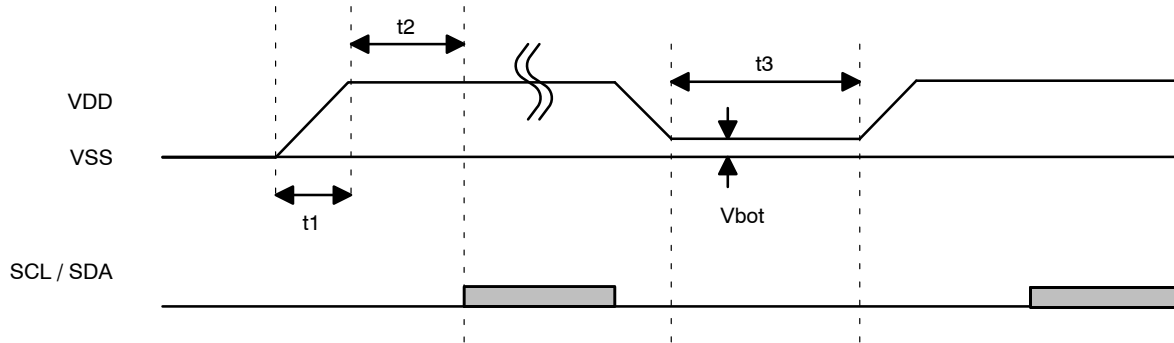 t2
t3
VDD
VSS
t1
Vbot
SCL / SDA